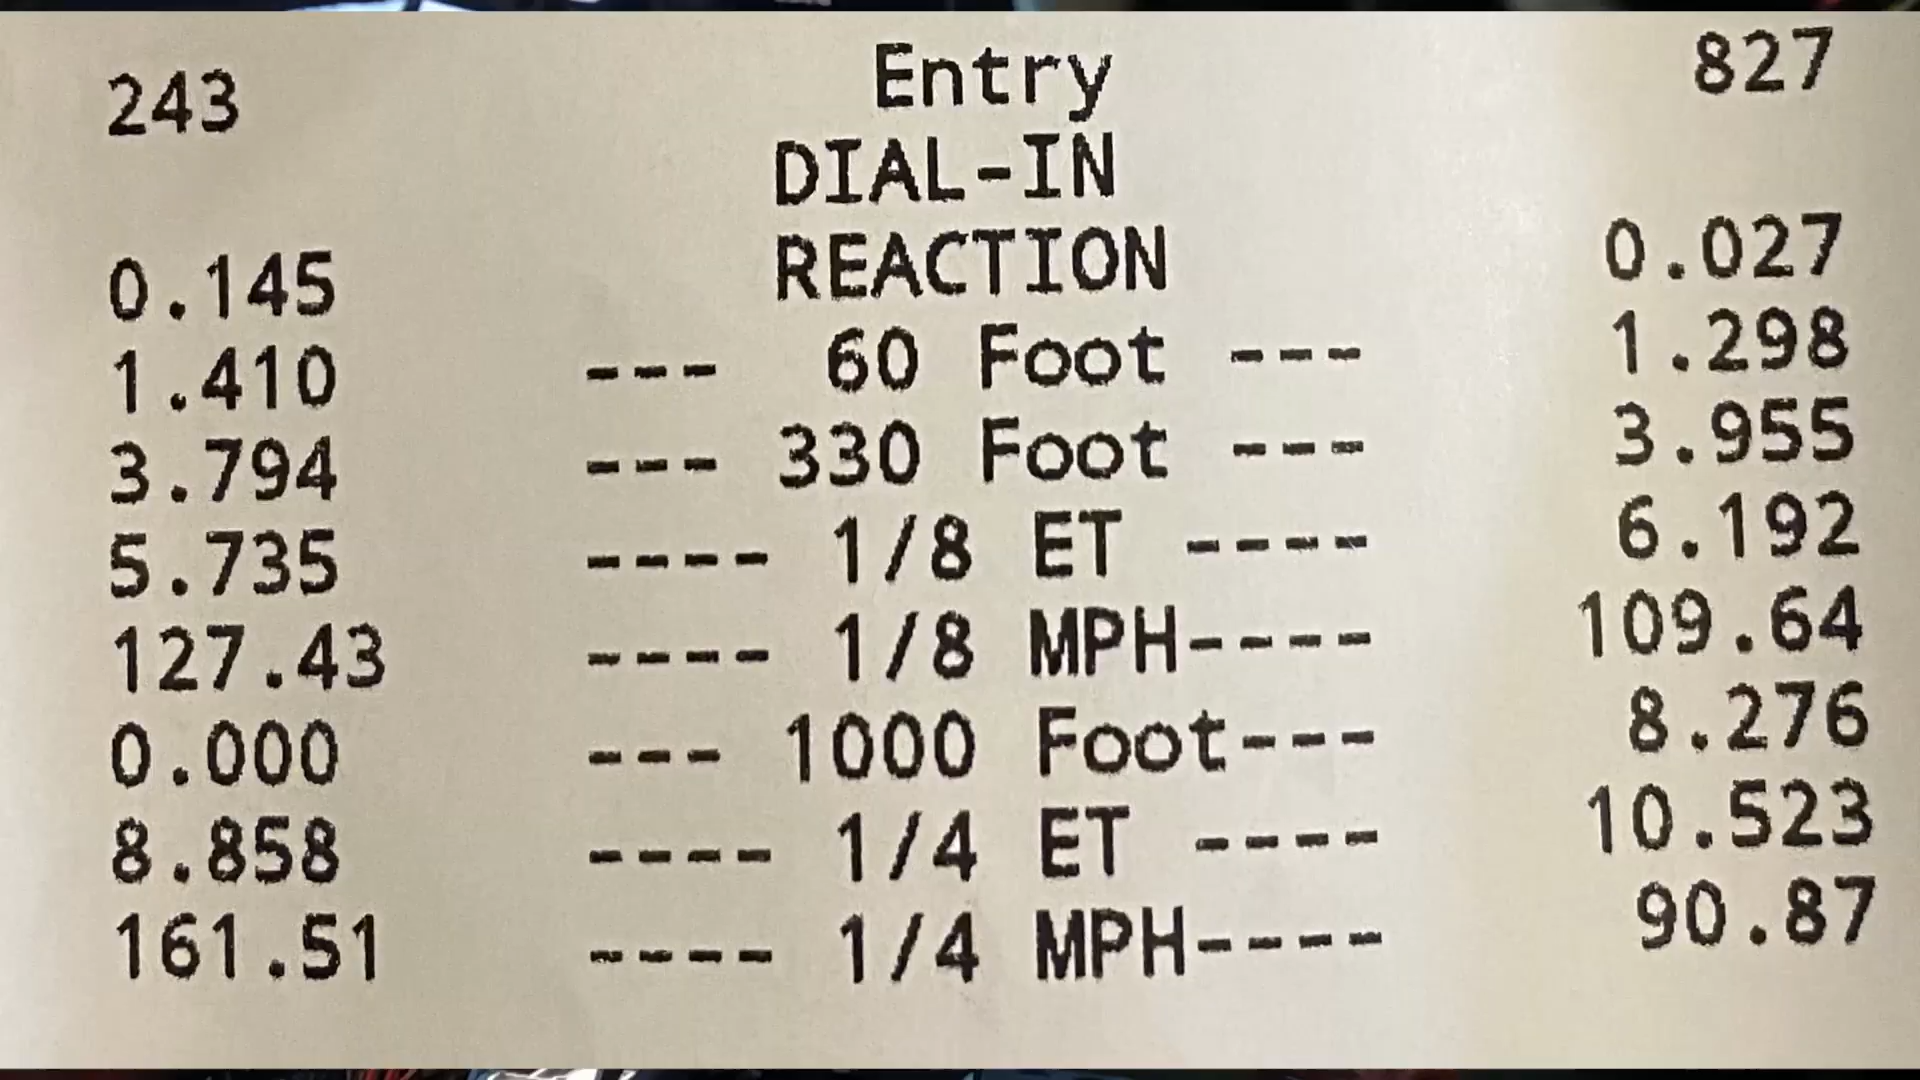 243 Entry 827
DIAL-IN
0.145 REACTION 0.027
1.410 --- 60 Foot --- 1.298
3.794 --- 330 Foot --- 3.955
5.735 ---- 1/8 ET ---- 6.192
127.43 ---- 1/8 MPH---- 109.64
0.000 --- 1000 Foot--- 8.276
8.858 ---- 1/4 ET ---- 10.523
161.51 ---- 1/4 MPH---- 90.87